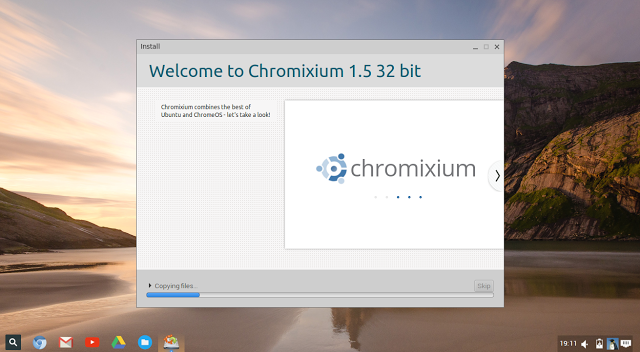 Install
Welcome to Chromixium 1.5 32 bit
Chromixium combines the best of
Ubuntu and ChromeOS - let's take a look!
chromixium
Copying files...
Skip
19:11